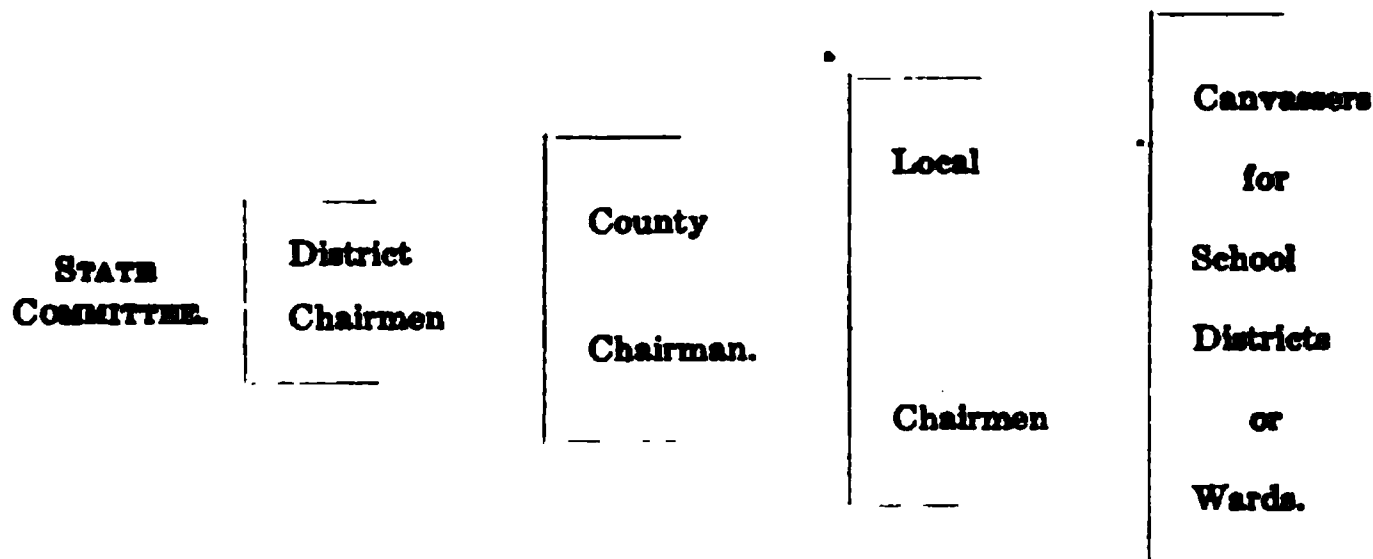 STATE
COMMITTEE.
District
Chairmen
County
Chairman.
Local
Chairmen
Canvassers
for
School
Districts
or
Wards.